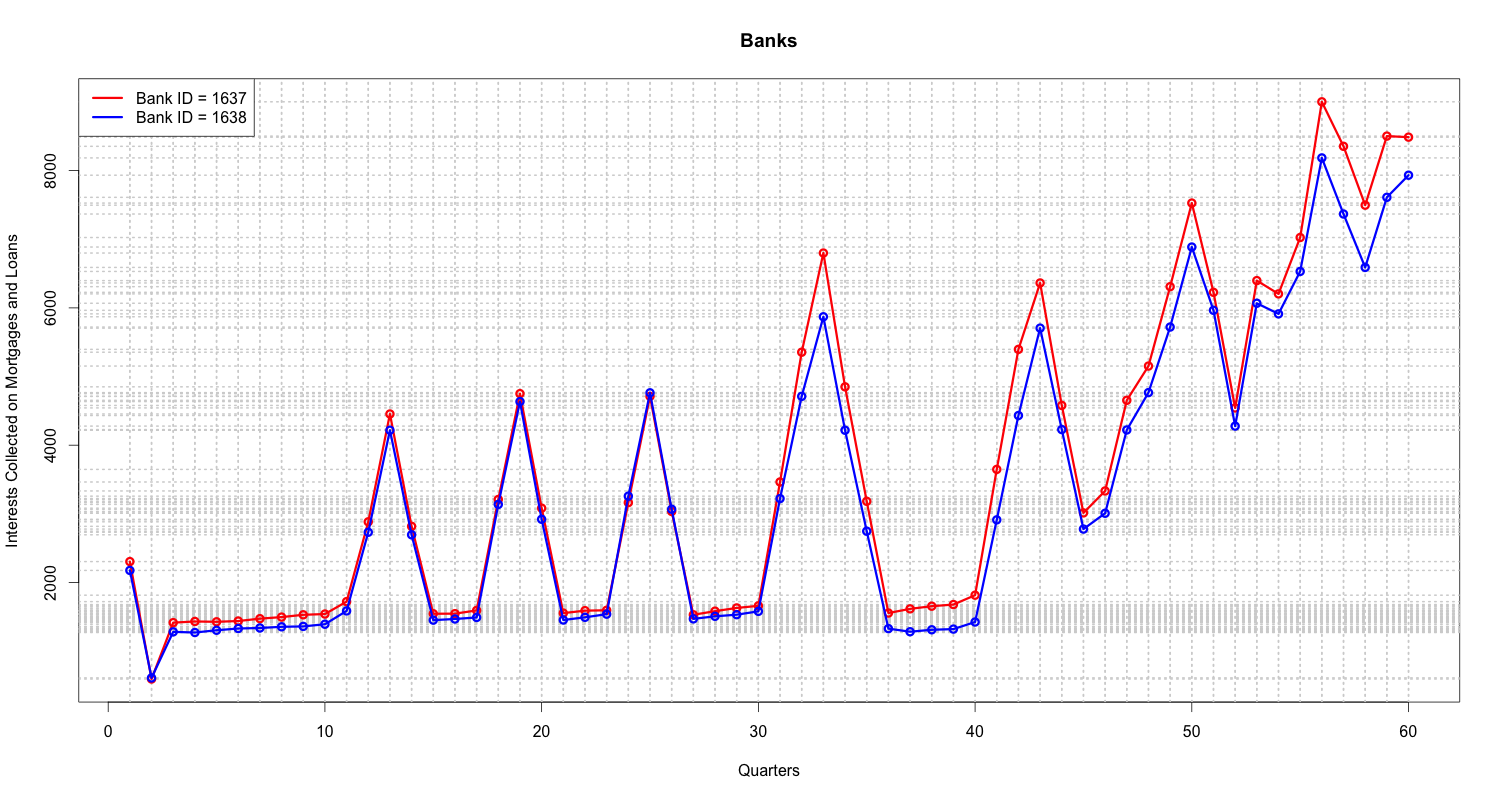 Banks
Bank ID = 1637
Bank ID = 1638
Interests Collected on Mortgages and Loans
8000
6000
4000
2000
0 10 20 30 40 50 60
Quarters